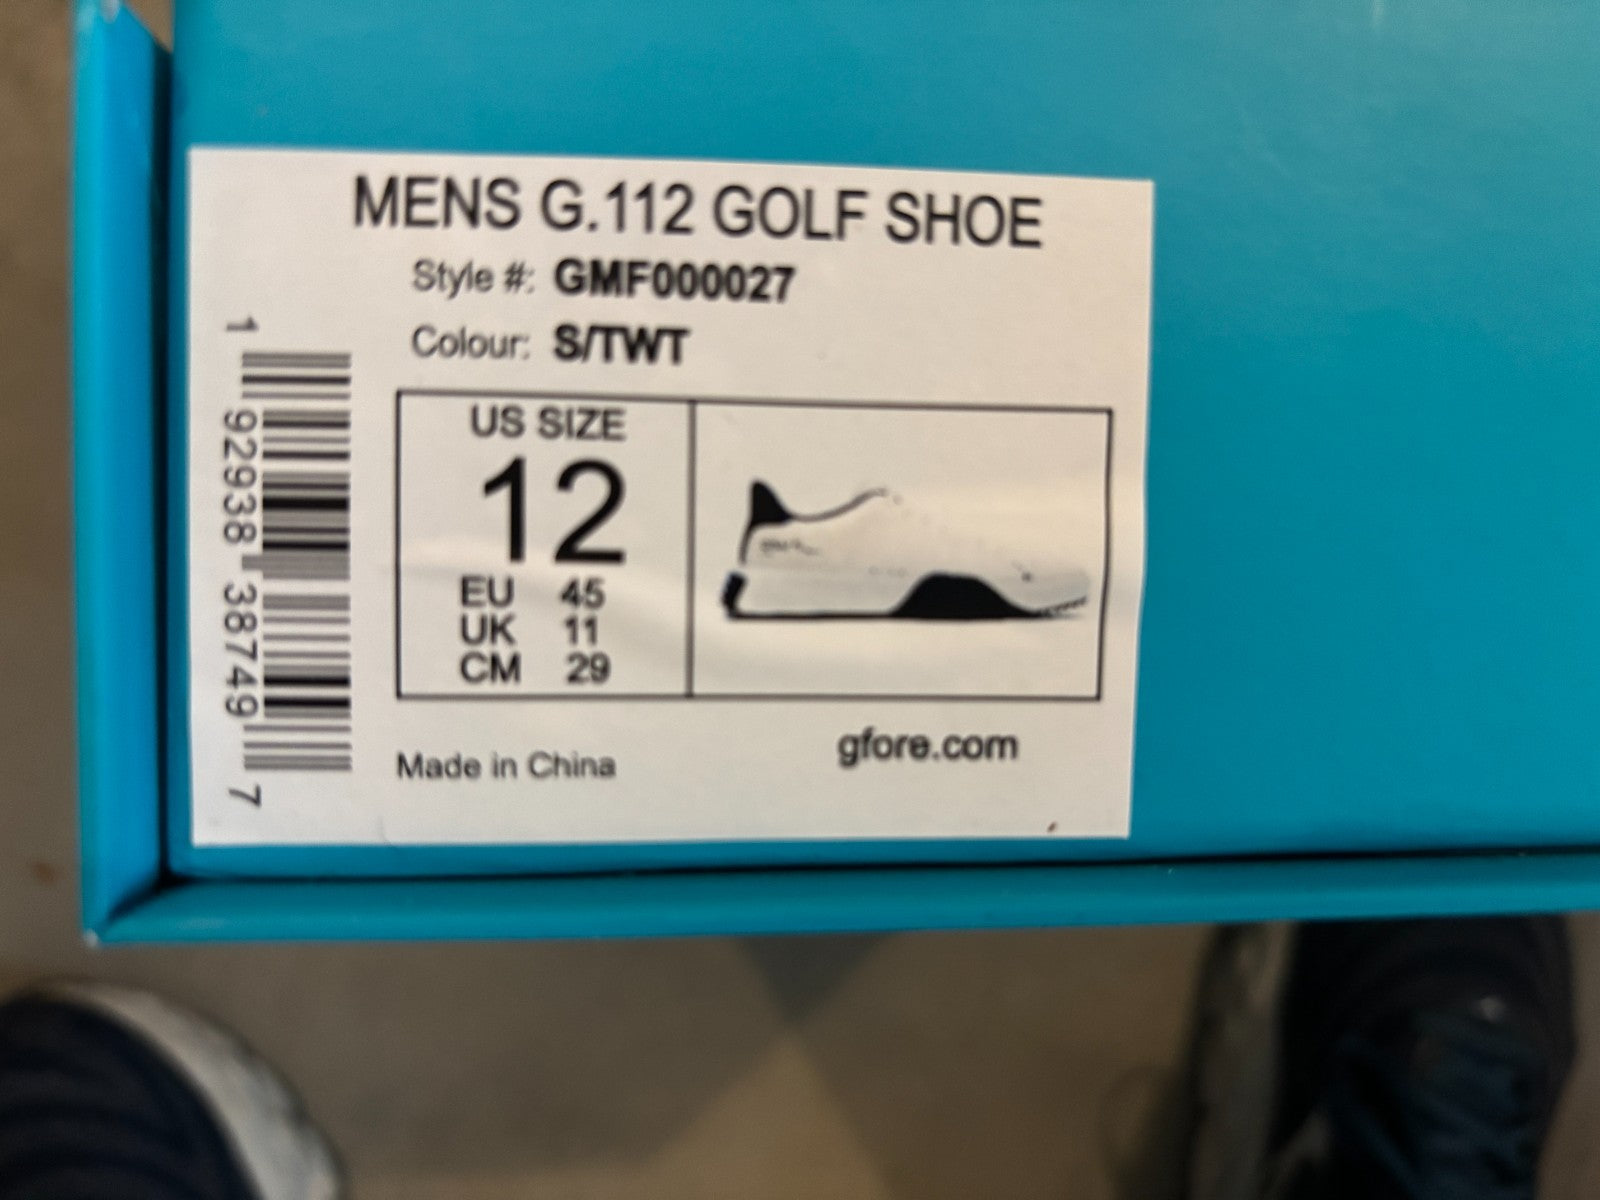 MENS G.112 GOLF SHOE
Style #: GMF000027
Colour: S/TWT
US SIZE
12
EU 45
UK 11
CM 29
Made in China
gfore.com
1 92938 38749 7